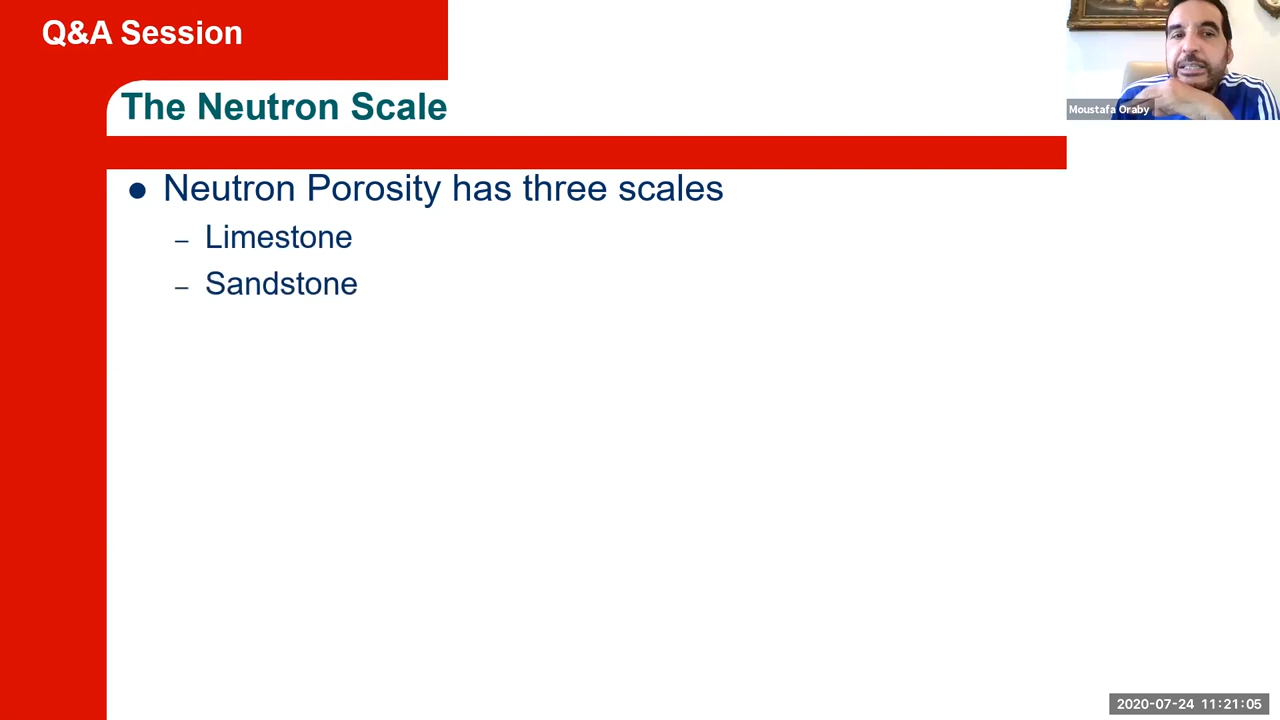 Q&A Session
The Neutron Scale
Moustafa Oraby
● Neutron Porosity has three scales
– Limestone
– Sandstone
2020-07-24 11:21:05